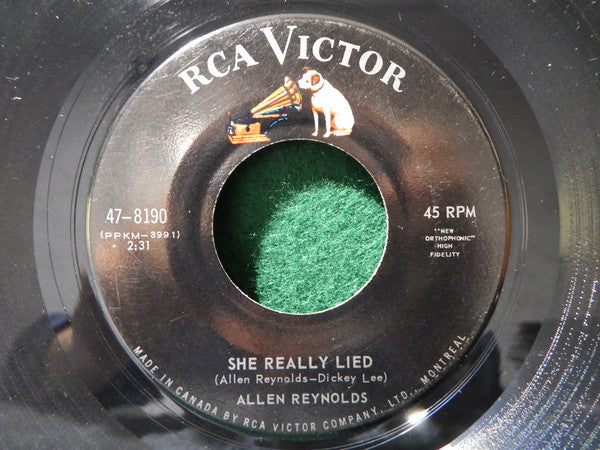 RCA VICTOR
47-8190
(PPKM-3991)
2:31
45 RPM
"NEW
ORTHOPHONIC"
HIGH
FIDELITY
SHE REALLY LIED
(Allen Reynolds-Dickey Lee)
ALLEN REYNOLDS
MADE IN CANADA BY RCA VICTOR COMPANY, LTD., MONTREAL